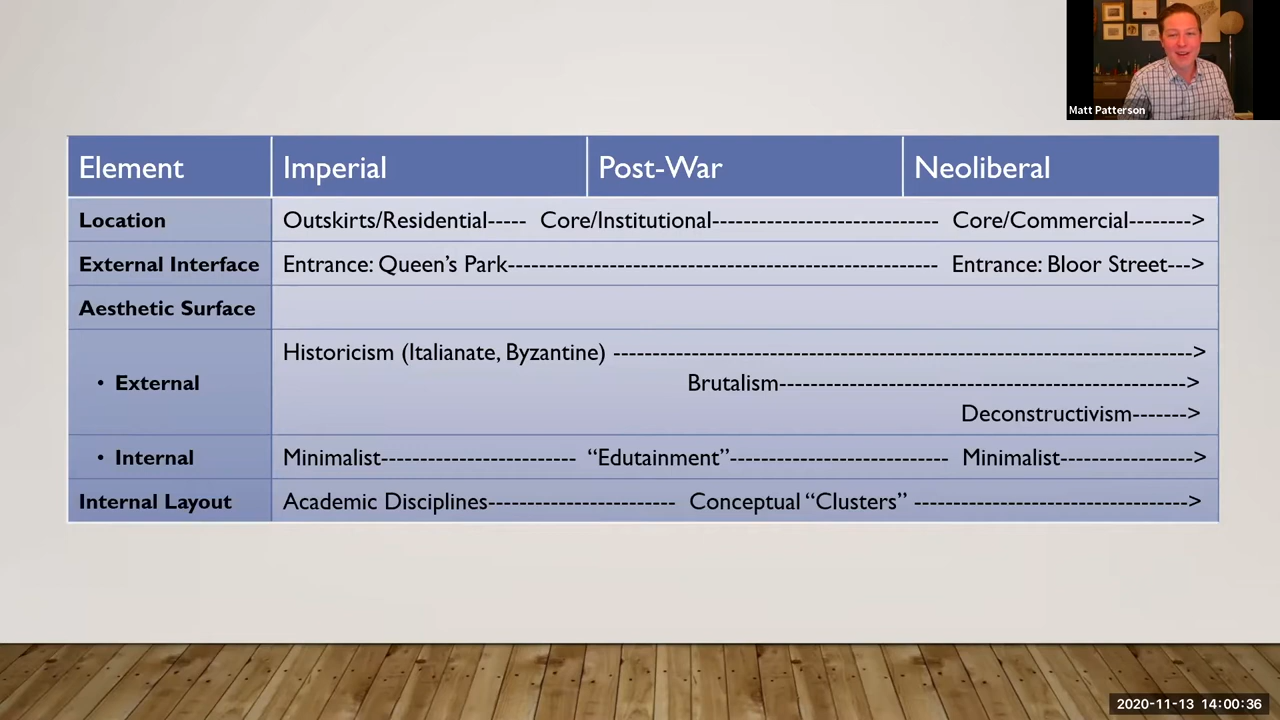 Matt Patterson
Element Imperial Post-War Neoliberal
Location Outskirts/Residential----- Core/Institutional----------------------------- Core/Commercial-------->
External Interface Entrance: Queen’s Park------------------------------------------------------- Entrance: Bloor Street--->
Aesthetic Surface
Historicism (Italianate, Byzantine) -------------------------------------------------------------------------->
• External Brutalism---------------------------------------------------->
Deconstructivism------->
• Internal Minimalist------------------------- “Edutainment”---------------------------- Minimalist------------------>
Internal Layout Academic Disciplines------------------------ Conceptual “Clusters” ----------------------------------->
2020-11-13 14:00:36